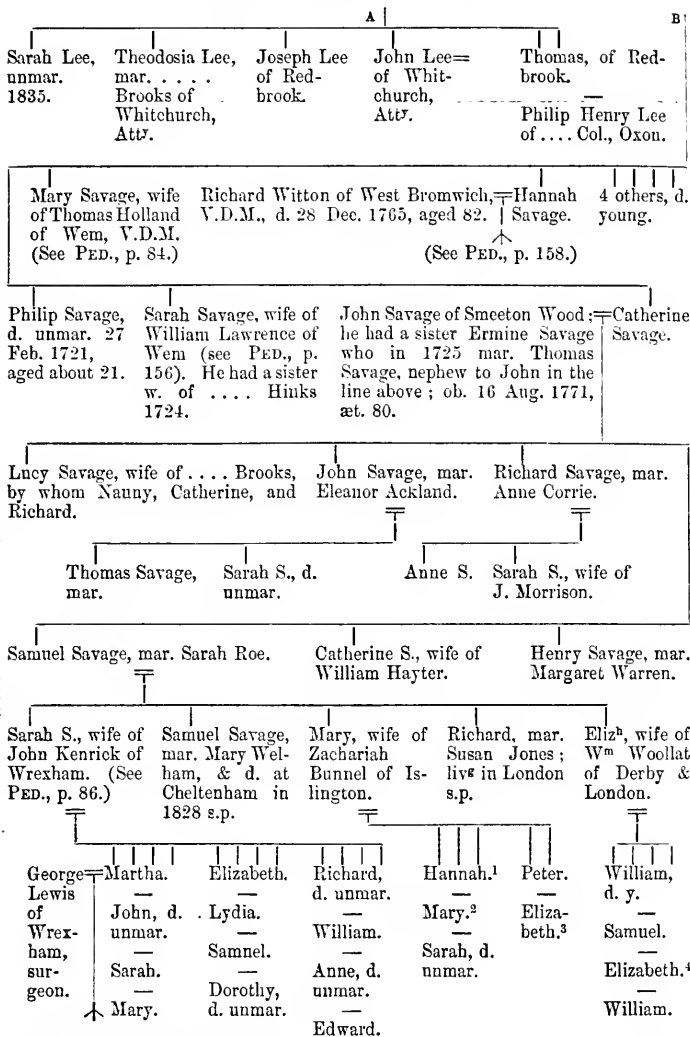 A B
Sarah Lee, unmar. 1835.
Theodosia Lee, mar. . . . . Brooks of Whitchurch, Attʸ.
Joseph Lee of Red-brook.
John Lee= of Whit-church, Attʸ.
Thomas, of Red-brook.
—
Philip Henry Lee of .... Col., Oxon.
Mary Savage, wife of Thomas Holland of Wem, V.D.M. (See PED., p. 84.)
Richard Witton of West Bromwich, V.D.M., d. 28 Dec. 1765, aged 82.
Hannah Savage.
(See PED., p. 158.)
4 others, d. young.
Philip Savage, d. unmar. 27 Feb. 1721, aged about 21.
Sarah Savage, wife of William Lawrence of Wem (see PED., p. 156). He had a sister w. of .... Hinks 1724.
John Savage of Smeeton Wood; he had a sister Ermine Savage who in 1725 mar. Thomas Savage, nephew to John in the line above; ob. 16 Aug. 1771, æt. 80.
Catherine Savage.
Lucy Savage, wife of .... Brooks, by whom Nanny, Catherine, and Richard.
John Savage, mar. Eleanor Ackland.
Richard Savage, mar. Anne Corrie.
Thomas Savage, mar.
Sarah S., d. unmar.
Anne S.
Sarah S., wife of J. Morrison.
Samuel Savage, mar. Sarah Roe.
Catherine S., wife of William Hayter.
Henry Savage, mar. Margaret Warren.
Sarah S., wife of John Kenrick of Wrexham. (See PED., p. 86.)
Samuel Savage, mar. Mary Wel-ham, & d. at Cheltenham in 1828 s.p.
Mary, wife of Zachariah Bunnel of Is-lington.
Richard, mar. Susan Jones; livᵍ in London s.p.
Elizʰ, wife of Wᵐ Woollat of Derby & London.
George Lewis of Wrex-ham, sur-geon.
Martha.
—
John, d. unmar.
—
Sarah.
—
Mary.
Elizabeth.
—
Lydia.
—
Samnel.
—
Dorothy, d. unmar.
Richard, d. unmar.
—
William.
—
Anne, d. unmar.
—
Edward.
Hannah.¹
—
Mary.²
—
Sarah, d. unmar.
Peter.
—
Eliza-beth.³
William, d. y.
—
Samuel.
—
Elizabeth.⁴
—
William.